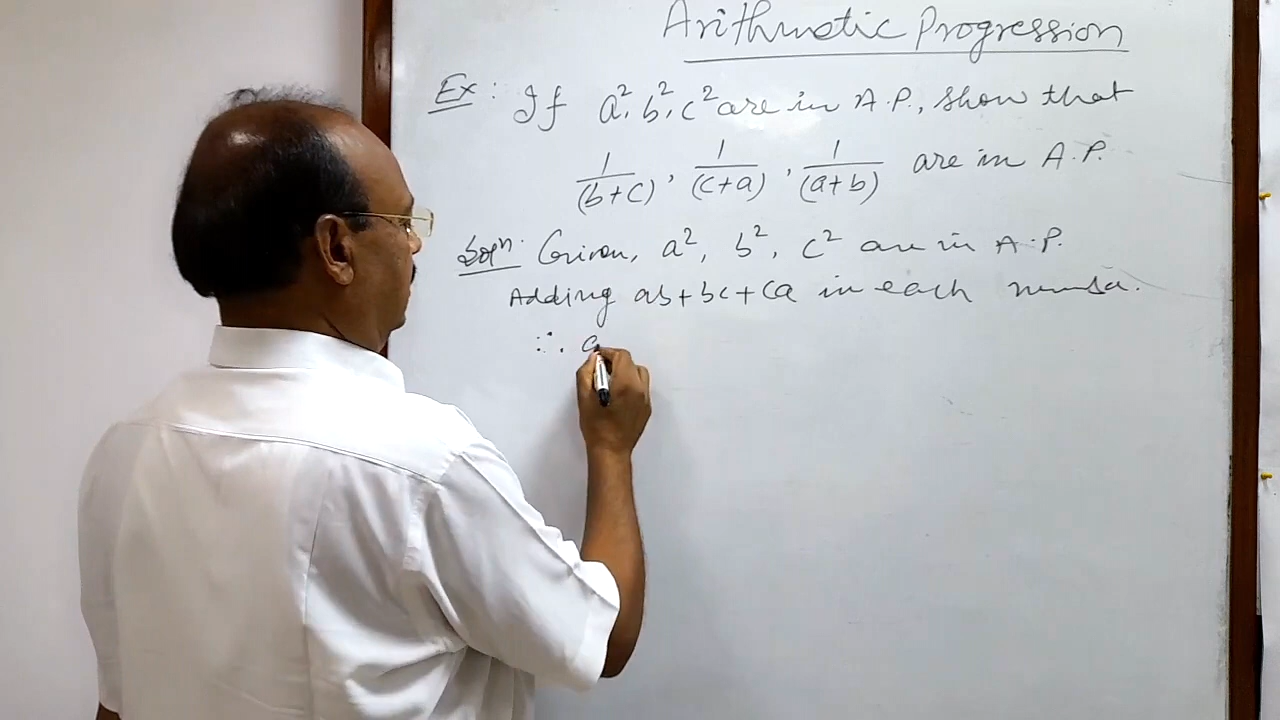 Arithmetic Progression
Ex: If a², b², c² are in A.P., show that
1/(b+c), 1/(c+a), 1/(a+b) are in A.P.
Solⁿ. Given, a², b², c² are in A.P.
Adding ab+bc+ca in each
∴ a